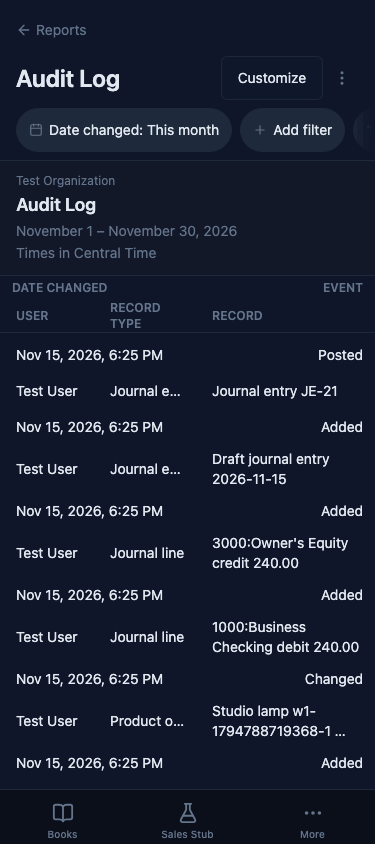 Reports
Audit Log
Customize
Date changed: This month
Add filter
Test Organization
Audit Log
November 1 – November 30, 2026
Times in Central Time
DATE CHANGED EVENT
USER RECORD TYPE RECORD
Nov 15, 2026, 6:25 PM Posted
Test User Journal e... Journal entry JE-21
Nov 15, 2026, 6:25 PM Added
Test User Journal e... Draft journal entry
2026-11-15
Nov 15, 2026, 6:25 PM Added
Test User Journal line 3000:Owner's Equity
credit 240.00
Nov 15, 2026, 6:25 PM Added
Test User Journal line 1000:Business
Checking debit 240.00
Nov 15, 2026, 6:25 PM Changed
Test User Product o... Studio lamp w1-
1794788719368-1 ...
Nov 15, 2026, 6:25 PM Added
Books Sales Stub More